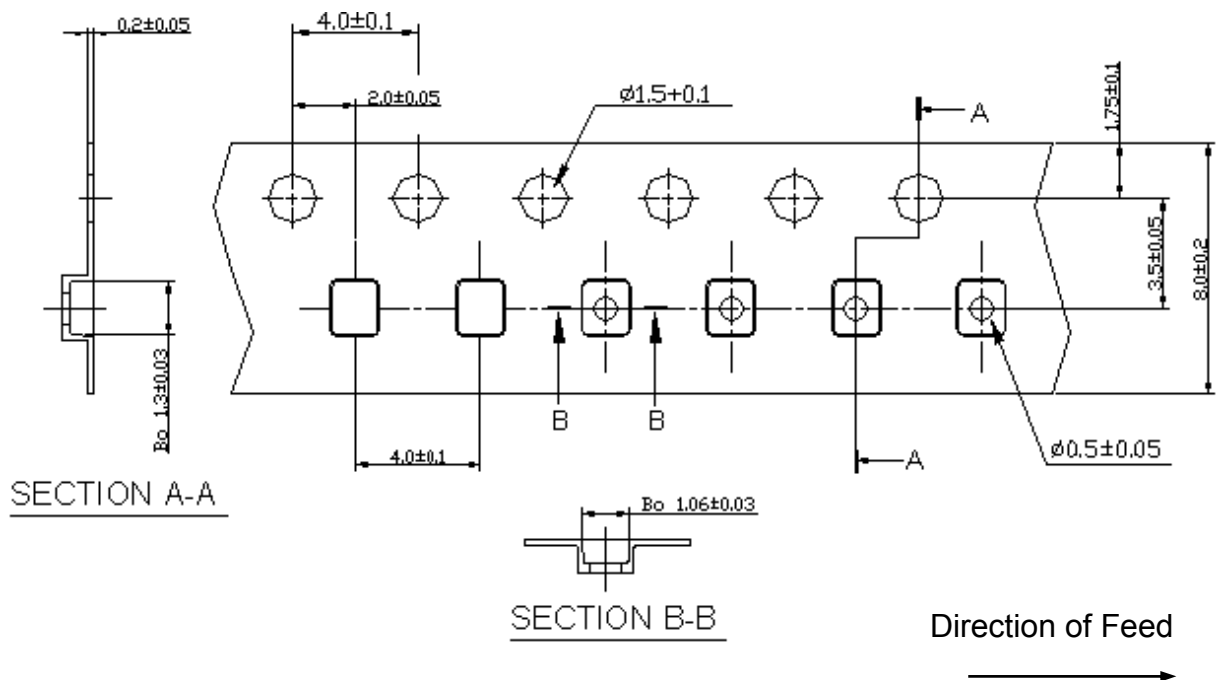 0.2±0.05
4.0±0.1
2.0±0.05
ø1.5+0.1
A
1.75±0.1
3.5±0.05
8.0±0.2
Bo 1.3±0.03
B
B
4.0±0.1
A
ø0.5±0.05
SECTION A-A
Bo 1.06±0.03
SECTION B-B
Direction of Feed